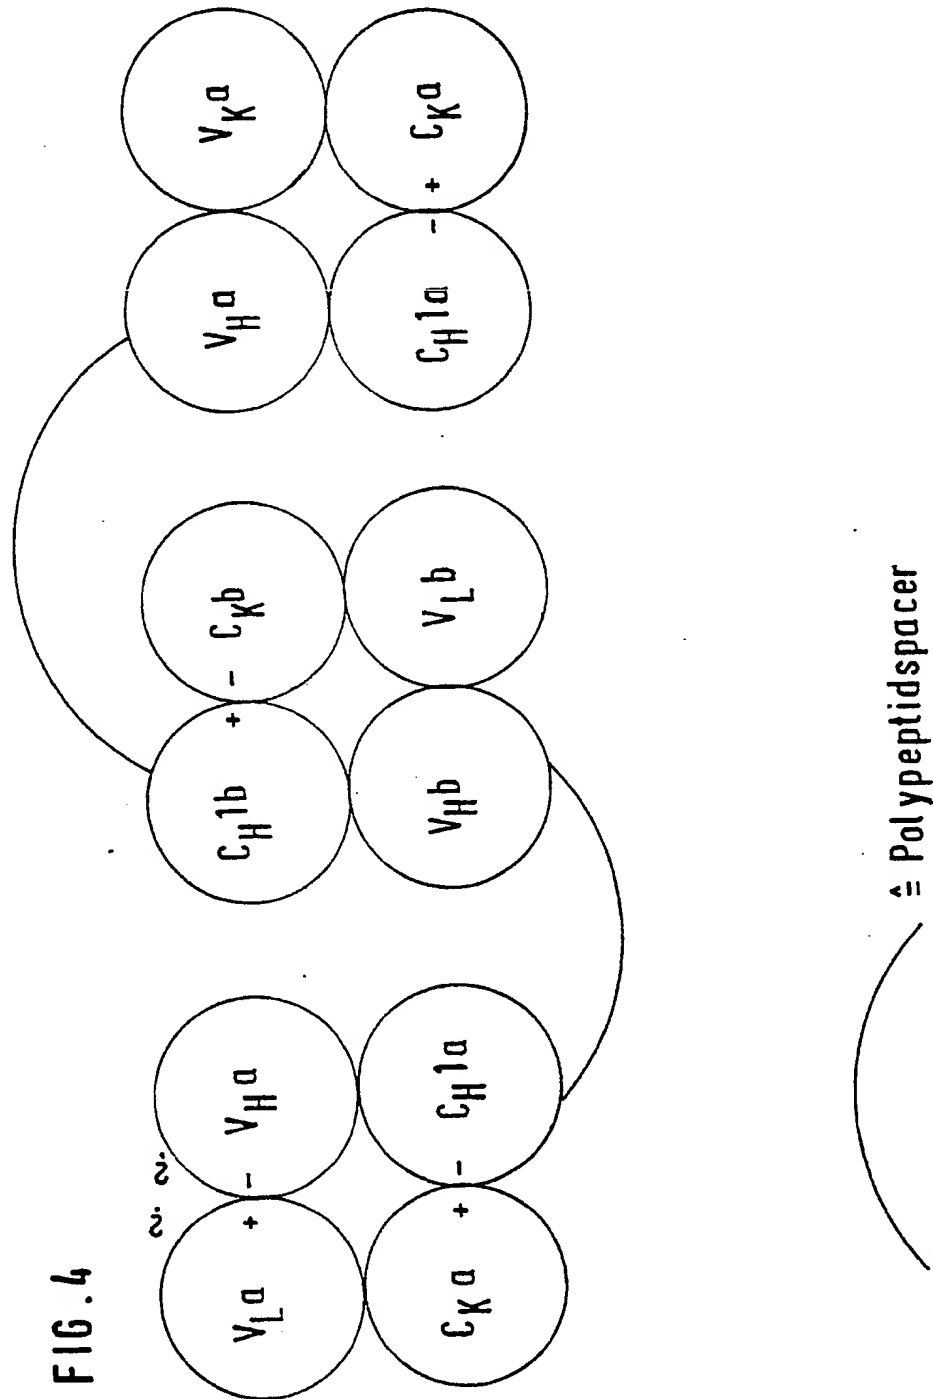 FIG. 4
? ?
V_L a + - V_H a C_H 1b + - C_K b V_H a V_K a
C_K a + - C_H 1a V_H b V_L b C_H 1a - + C_K a
≙ Polypeptidspacer